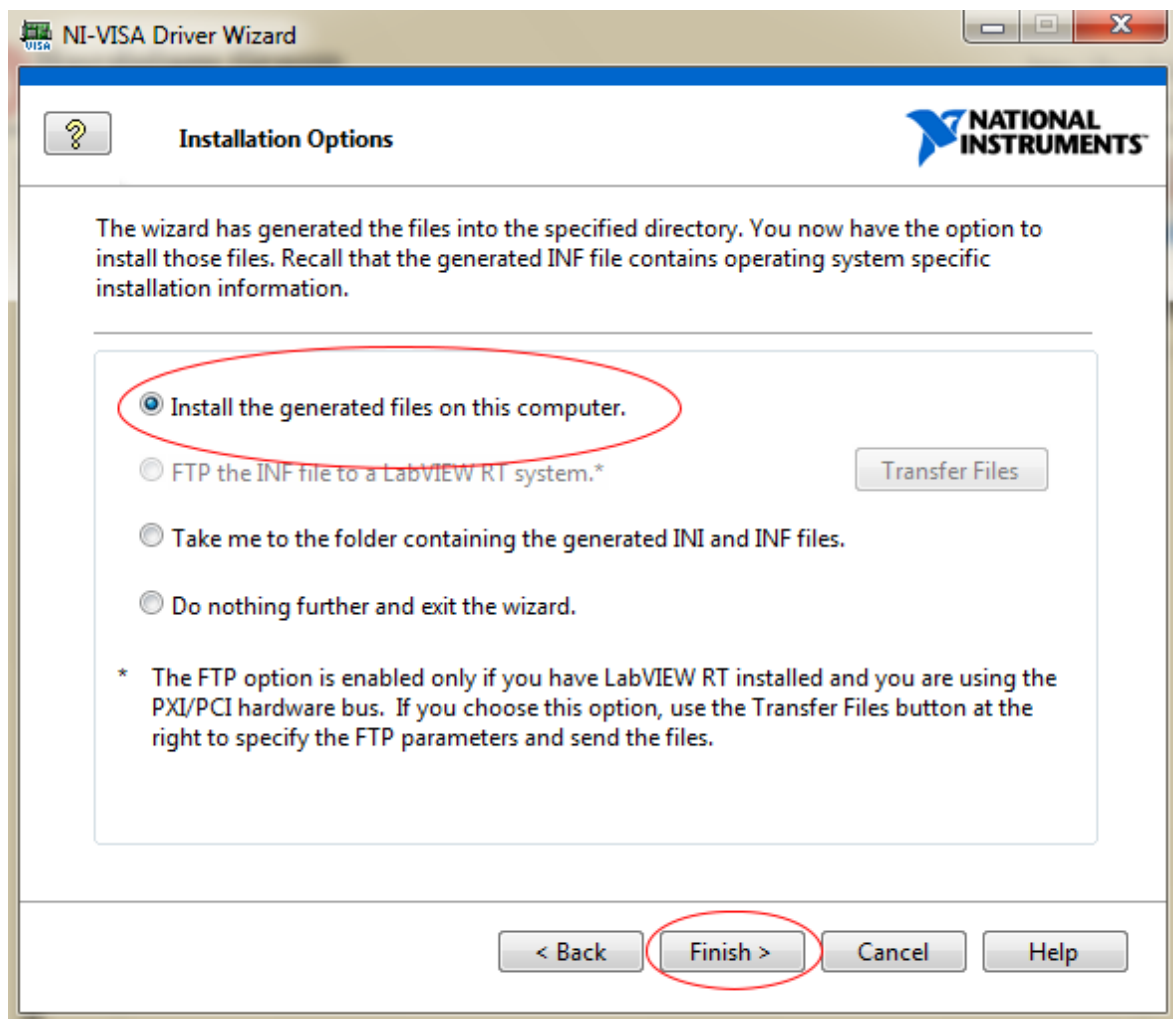 VISA NI-VISA Driver Wizard
?
Installation Options
NATIONAL
INSTRUMENTS
The wizard has generated the files into the specified directory. You now have the option to
install those files. Recall that the generated INF file contains operating system specific
installation information.
Install the generated files on this computer.
FTP the INF file to a LabVIEW RT system.*
Transfer Files
Take me to the folder containing the generated INI and INF files.
Do nothing further and exit the wizard.
* The FTP option is enabled only if you have LabVIEW RT installed and you are using the
PXI/PCI hardware bus. If you choose this option, use the Transfer Files button at the
right to specify the FTP parameters and send the files.
< Back Finish > Cancel Help